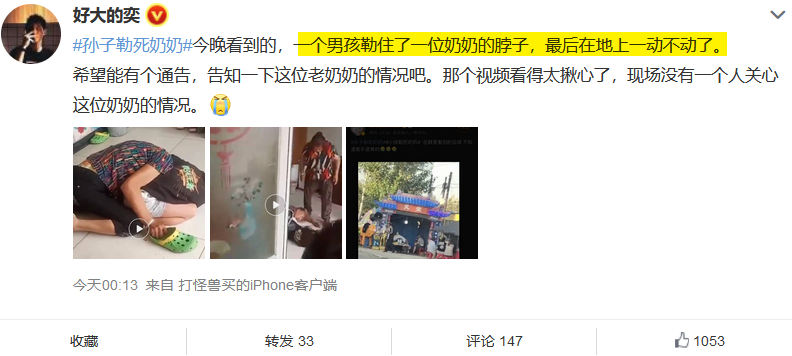 好大的奕
#孙子勒死奶奶#今晚看到的，一个男孩勒住了一位奶奶的脖子，最后在地上一动不动了。
希望能有个通告，告知一下这位老奶奶的情况吧。那个视频看得太揪心了，现场没有一个人关心
这位奶奶的情况。
今天00:13 来自 打怪兽买的iPhone客户端
收藏
转发 33
评论 147
1053